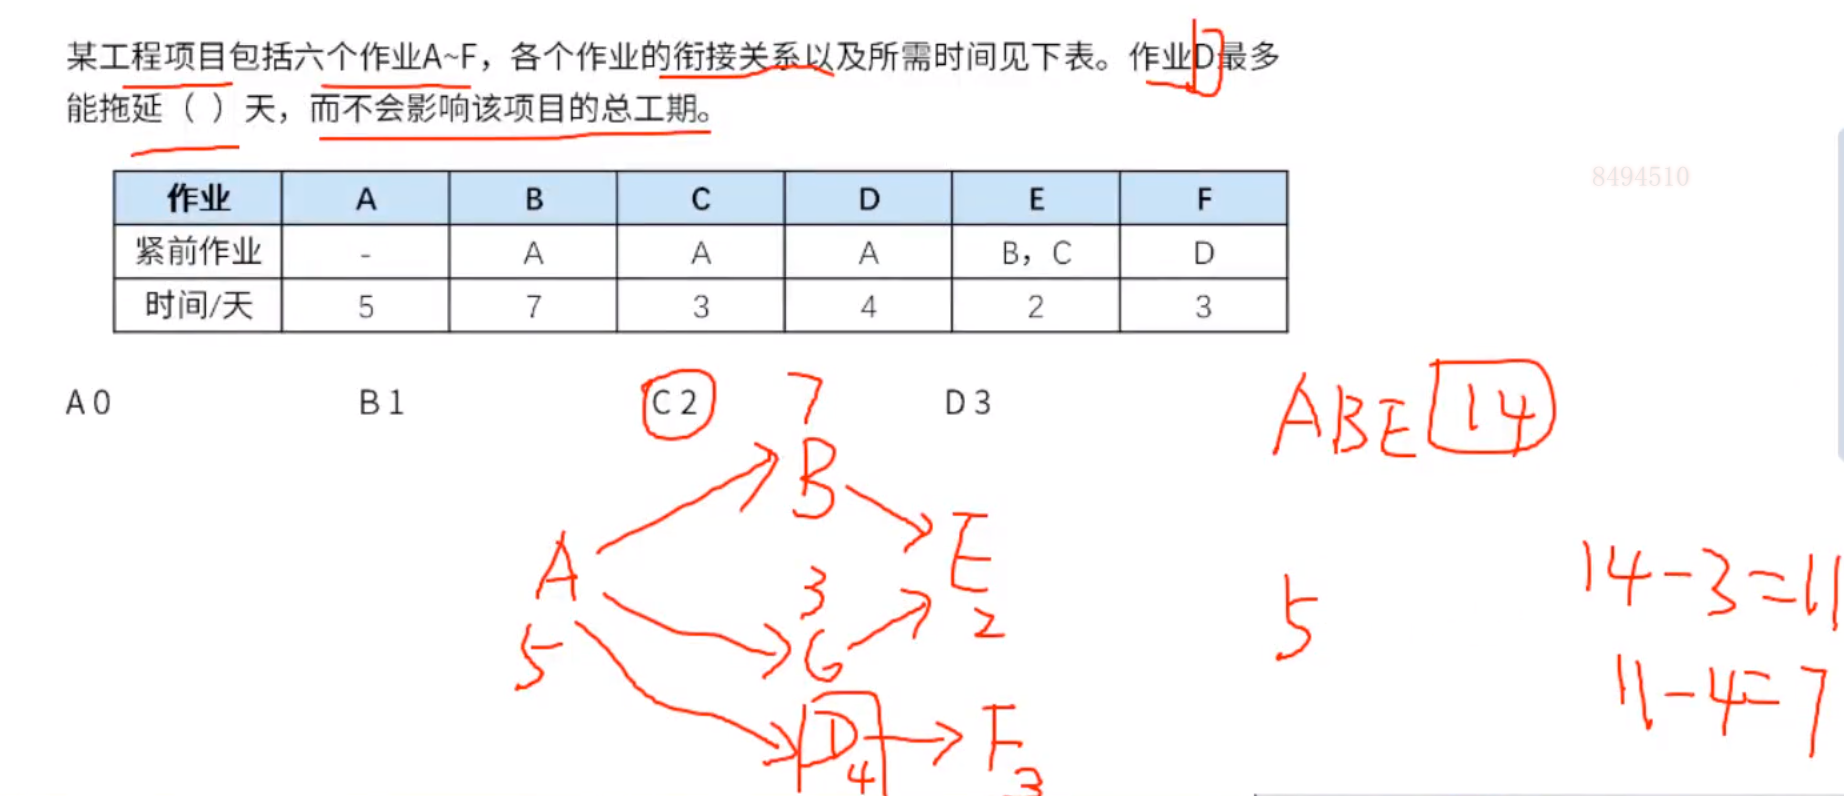 某工程项目包括六个作业A~F，各个作业的衔接关系以及所需时间见下表。作业D最多
能拖延（ ）天，而不会影响该项目的总工期。
8494510
作业 A B C D E F
紧前作业 - A A A B，C D
时间/天 5 7 3 4 2 3
A 0 B 1 C 2 D 3
7
ABE 14
B
A E
3
5 2 5 14-3=11
C
11-4=7
D F
4 3